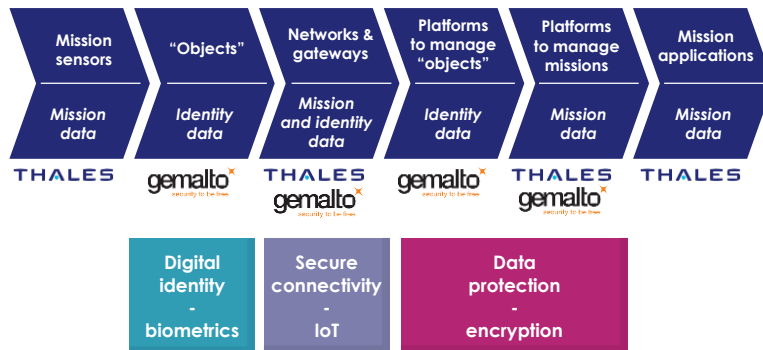 Mission
sensors
Mission
data
"Objects"
Identity
data
Networks &
gateways
Mission
and identity
data
Platforms
to manage
"objects"
Identity
data
Platforms
to manage
missions
Mission
data
Mission
applications
Mission
data
THALES
gemalto
security to be free
THALES
gemalto
security to be free
gemalto
security to be free
THALES
gemalto
security to be free
THALES
Digital
identity
-
biometrics
Secure
connectivity
-
IoT
Data
protection
-
encryption